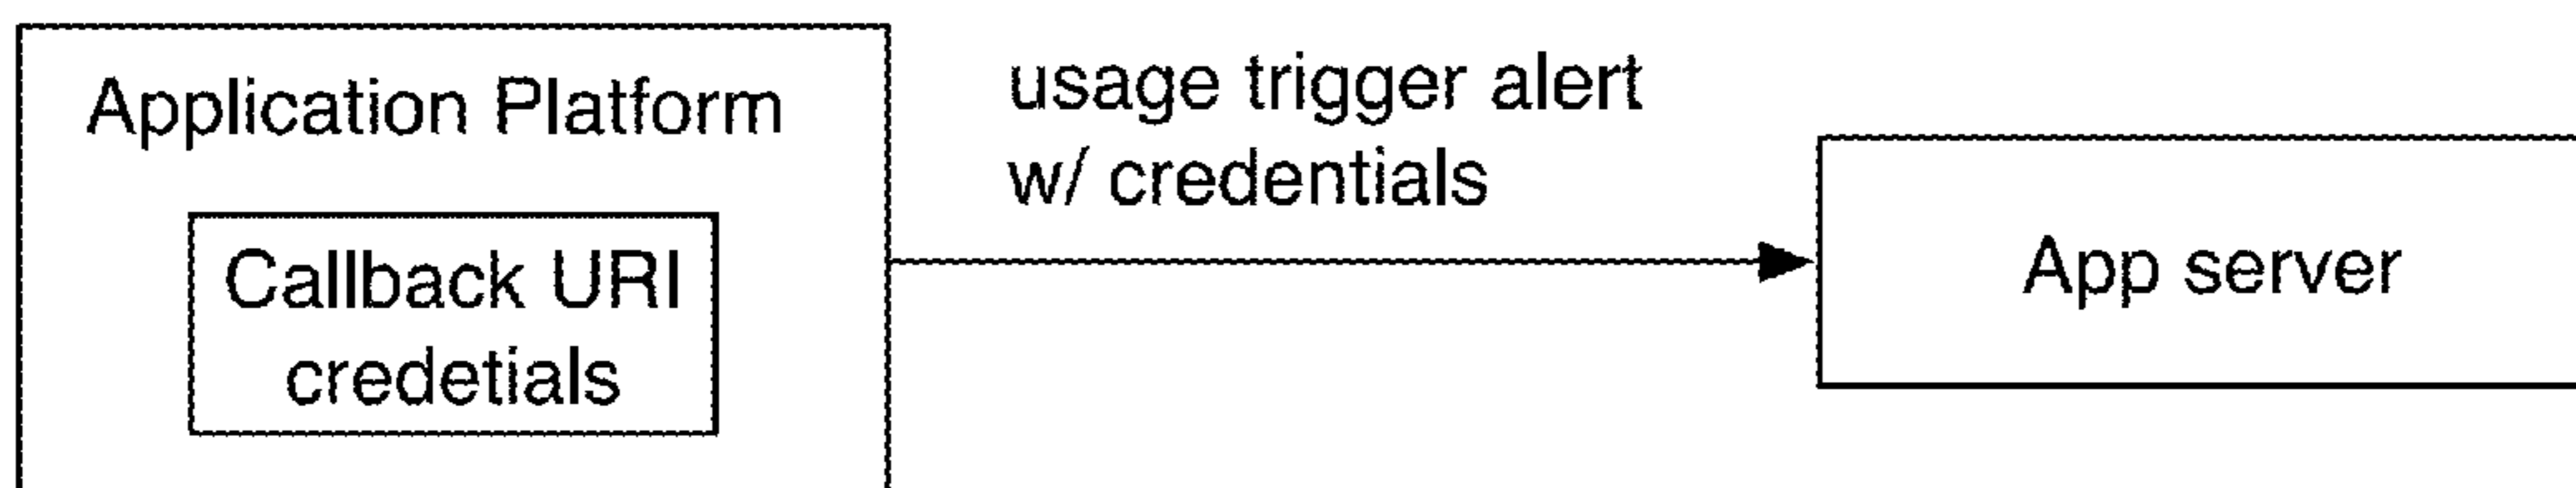 Application Platform
Callback URI
credetials
usage trigger alert
w/ credentials
App server